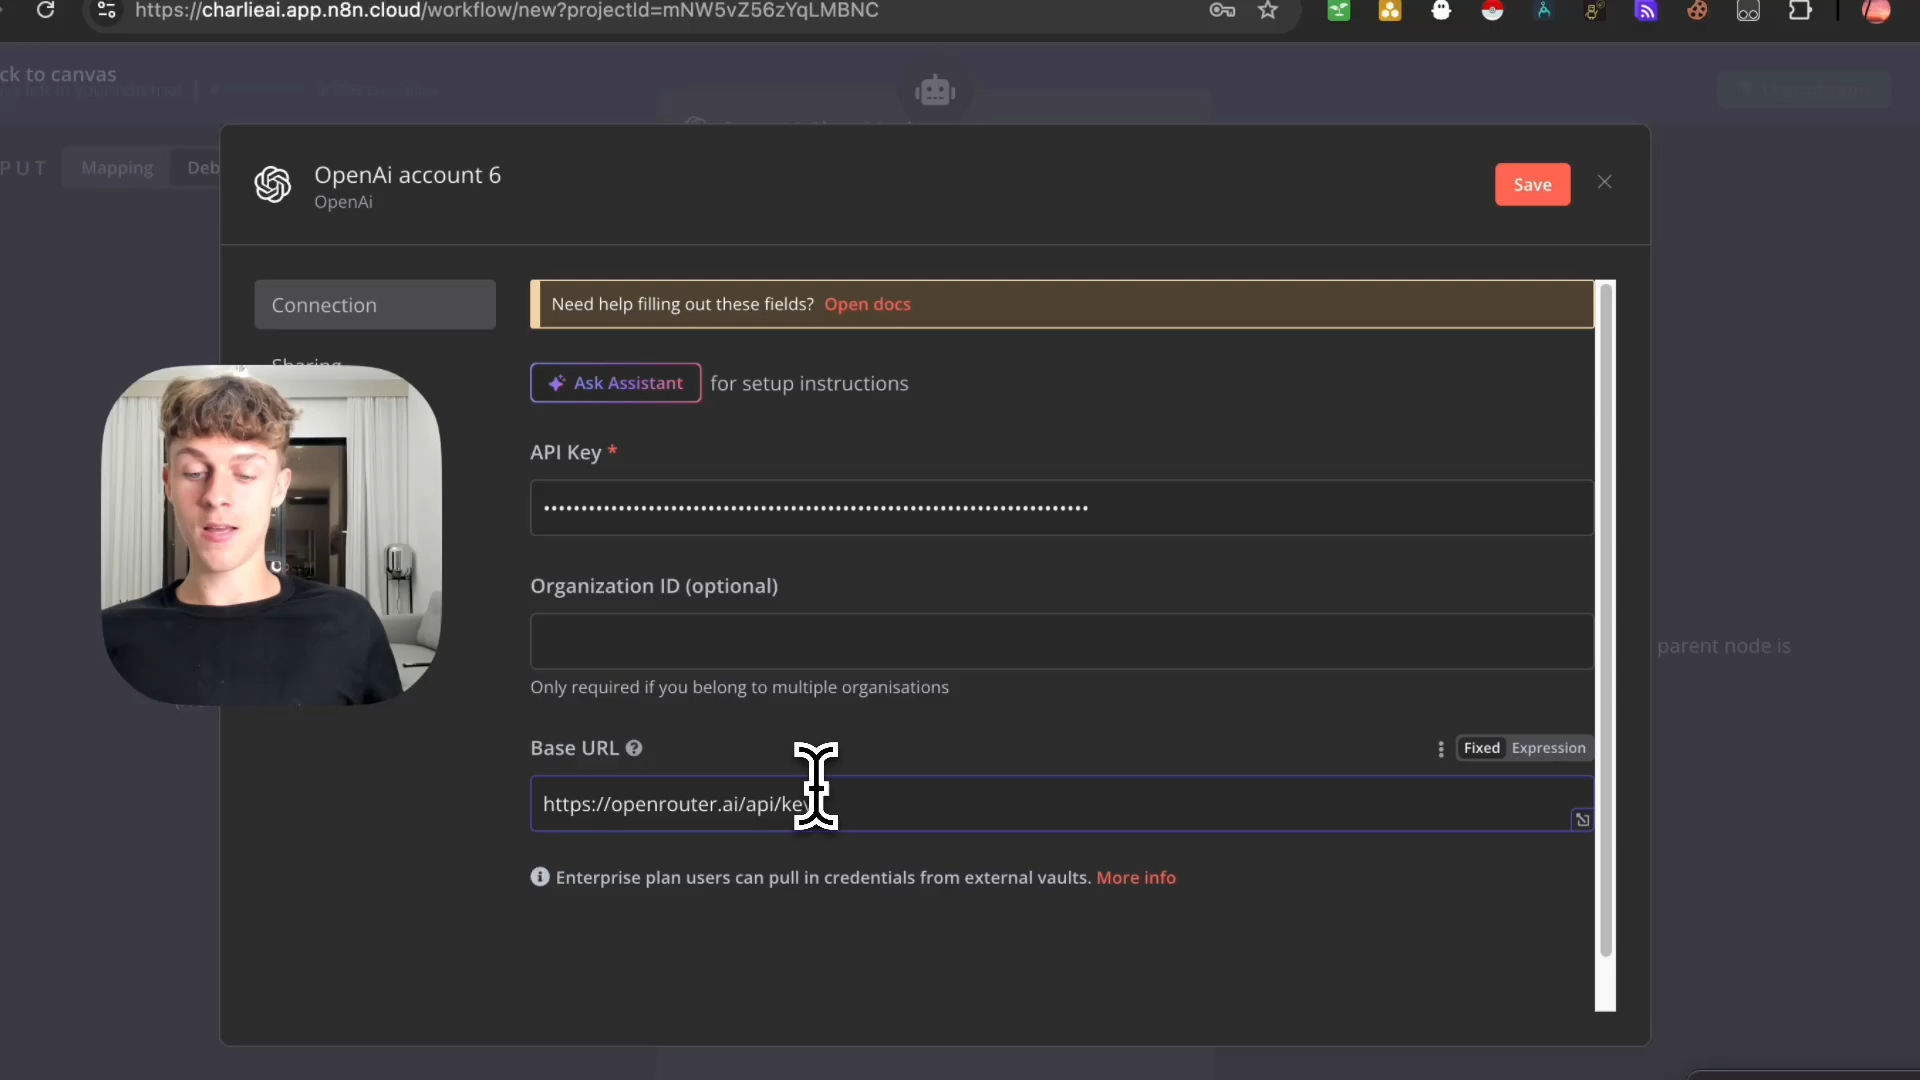 https://charlieai.app.n8n.cloud/workflow/new?projectId=mNW5vZ56zYqLMBNC
ck to canvas
PUT
Mapping
Deb
OpenAi account 6
OpenAi
Save
Connection
Sharing
Need help filling out these fields? Open docs
Ask Assistant for setup instructions
API Key *
Organization ID (optional)
Only required if you belong to multiple organisations
Base URL
Fixed
Expression
https://openrouter.ai/api/key
Enterprise plan users can pull in credentials from external vaults. More info
parent node is